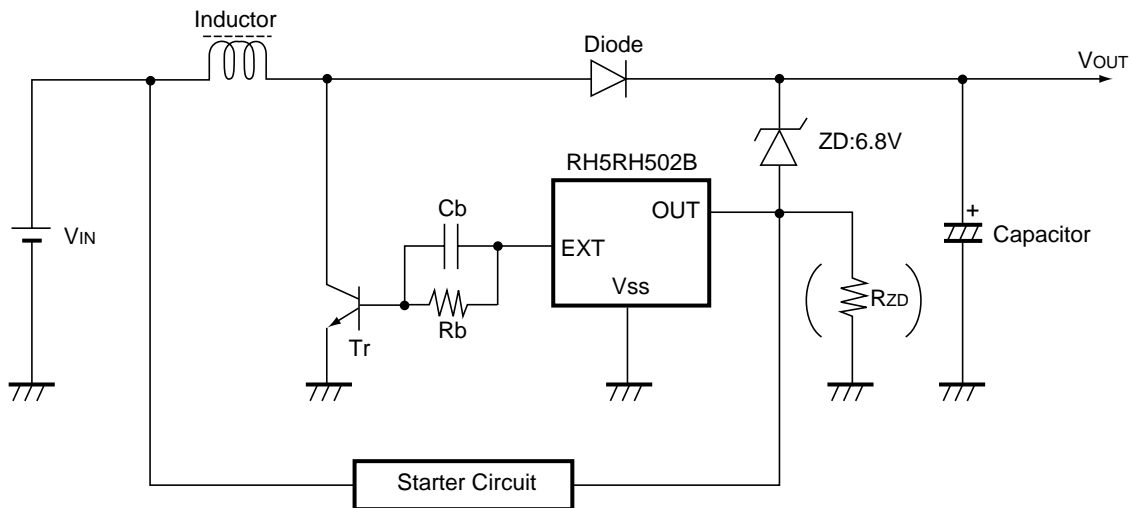 Inductor
Diode
VOUT
ZD:6.8V
RH5RH502B
OUT
Cb
+
VIN
EXT
Capacitor
Vss
RZD
Rb
Tr
Starter Circuit